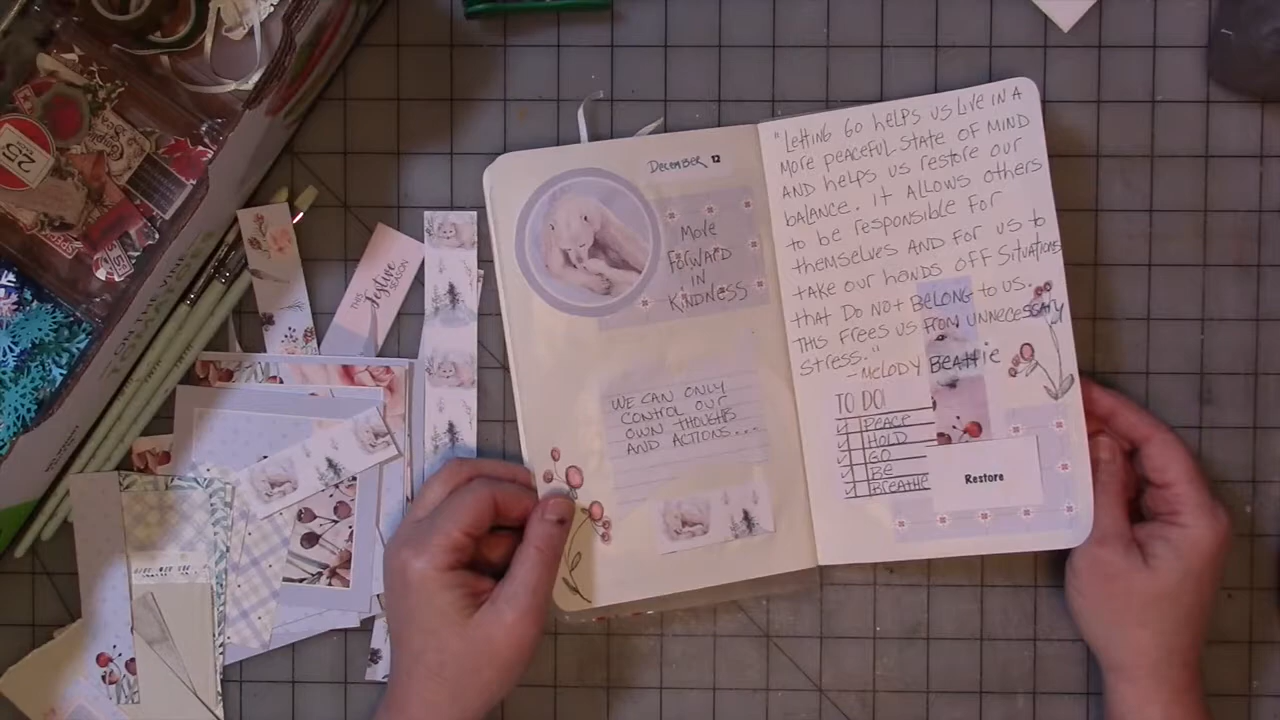 December 12
Move
Forward
in
Kindness
We can only
control our
own thoughts
and actions...
"Letting go helps us live in a
more peaceful state of mind
and helps us restore our
balance. It allows others
to be responsible for
themselves and for us to
take our hands off situations
that do not belong to us.
This frees us from unnecessary
stress."
-Melody Beattie
To Do!
Peace
Hold
Go
Be
Breathe
Restore
This
festive
season
25